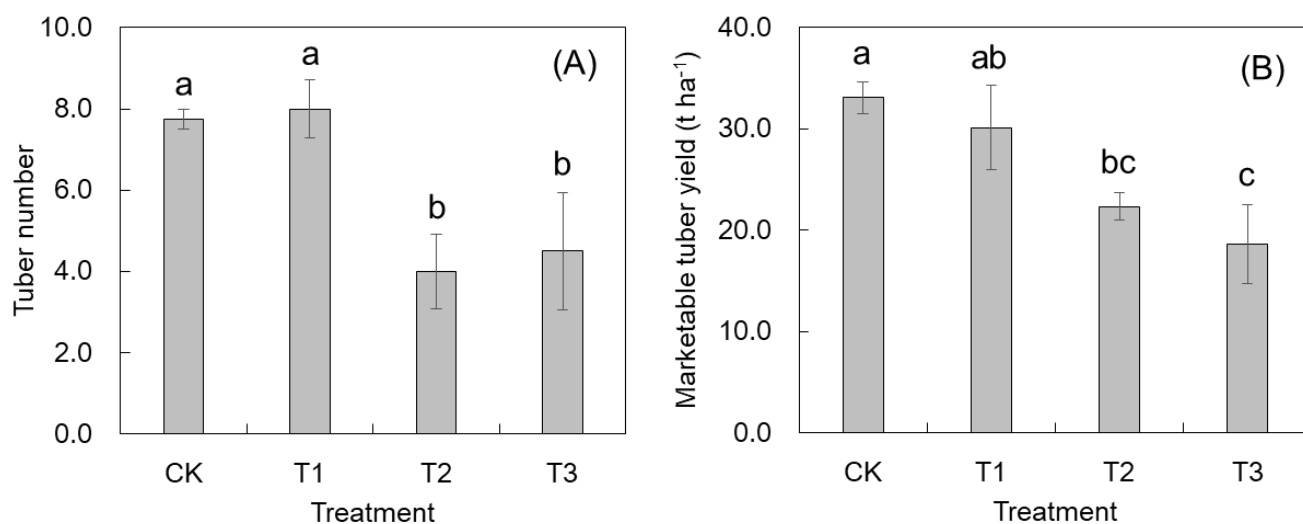 Tuber number
10.0
8.0
6.0
4.0
2.0
0.0
(A)
a
a
b
b
CK T1 T2 T3
Treatment
Marketable tuber yield (t ha⁻¹)
40.0
30.0
20.0
10.0
0.0
(B)
a
ab
bc
c
CK T1 T2 T3
Treatment